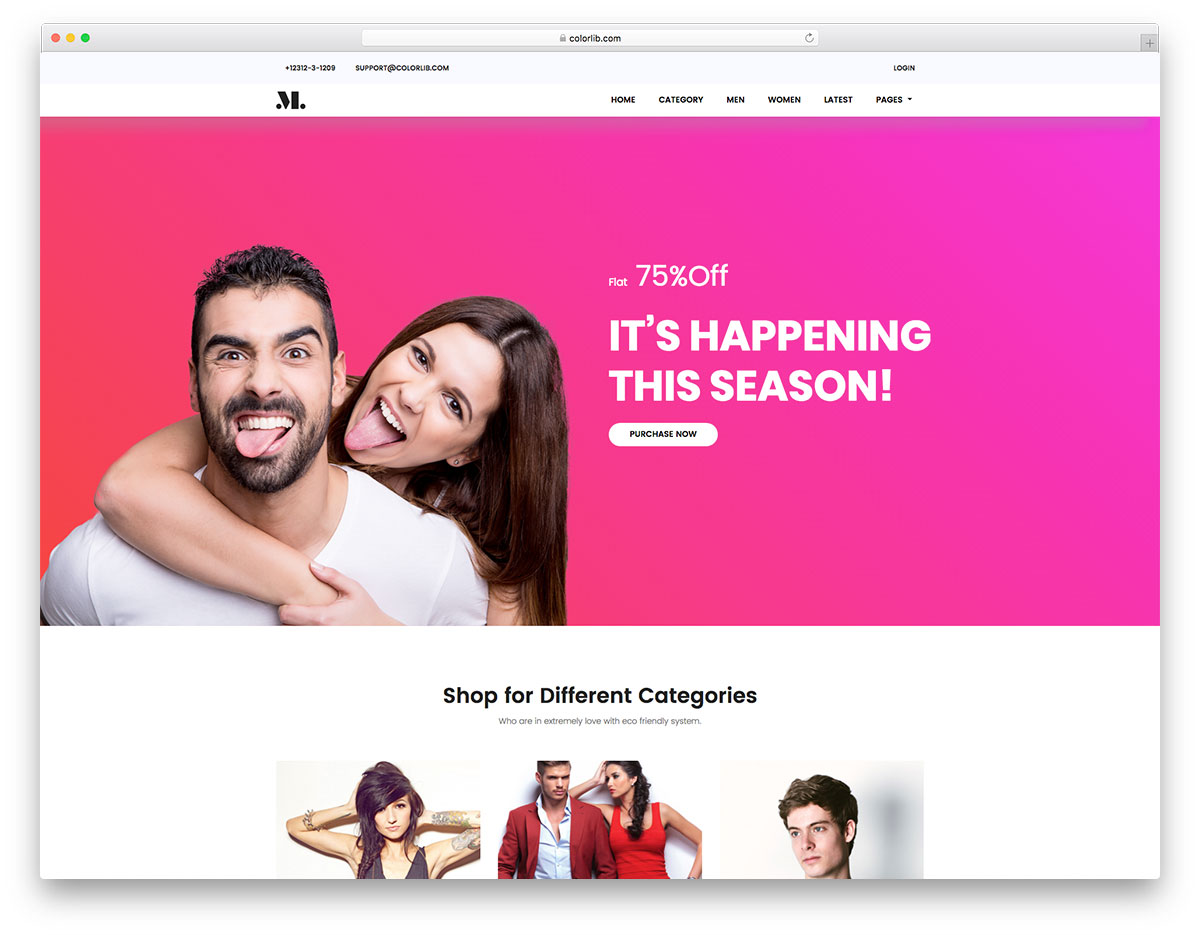 colorlib.com
+12312-3-1209 SUPPORT@COLORLIB.COM LOGIN
.M. HOME CATEGORY MEN WOMEN LATEST PAGES
Flat 75%Off
IT’S HAPPENING
THIS SEASON!
PURCHASE NOW
Shop for Different Categories
Who are in extremely love with eco friendly system.